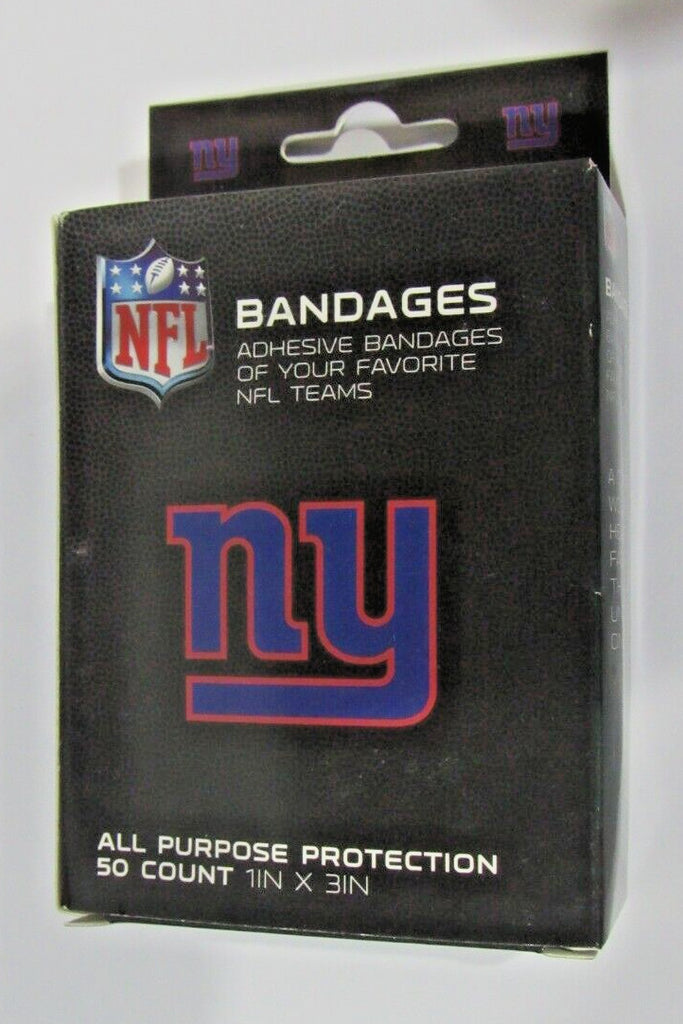 ny ny
NFL
BANDAGES
ADHESIVE BANDAGES
OF YOUR FAVORITE
NFL TEAMS
ny
ALL PURPOSE PROTECTION
50 COUNT 1IN X 3IN